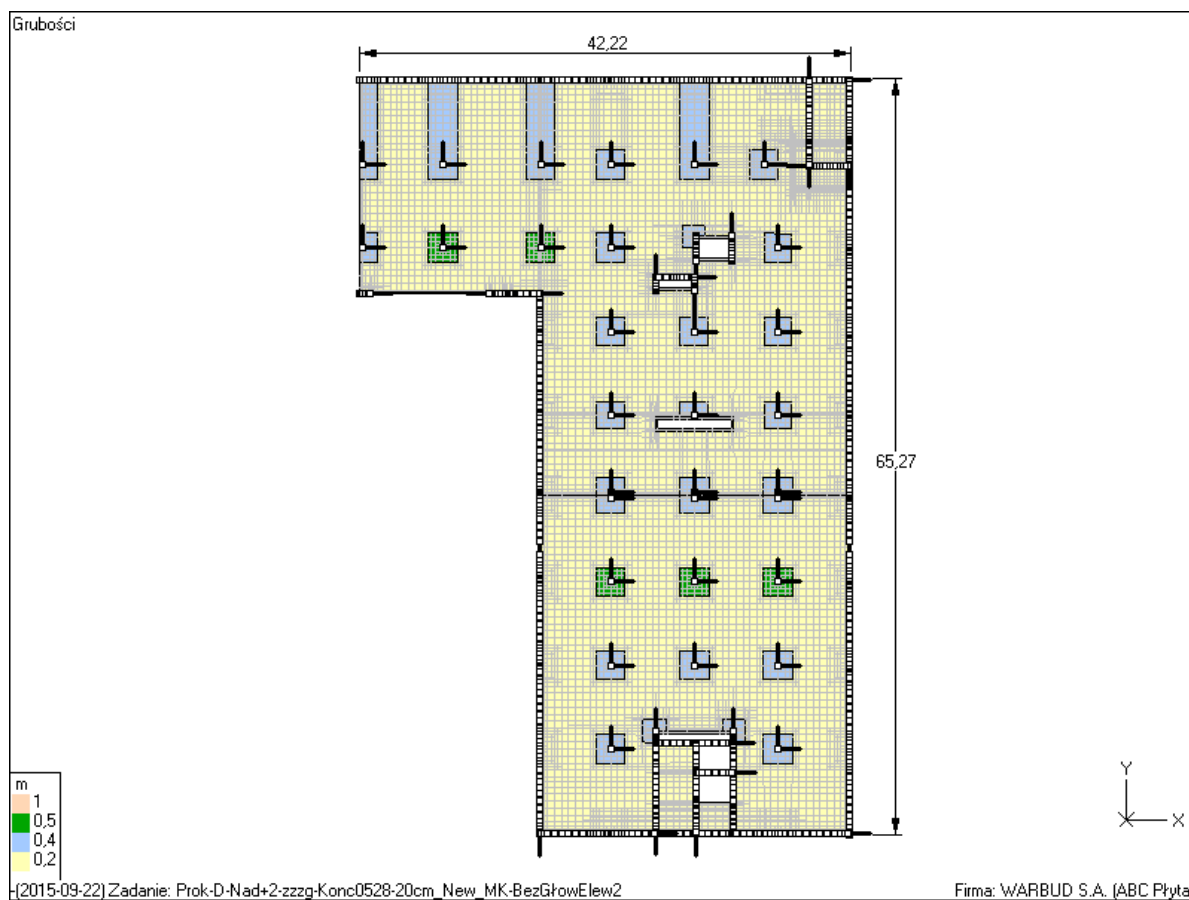 Grubości
42,22
65,27
m
1
0,5
0,4
0,2
Y
X
-(2015-09-22) Zadanie: Prok-D-Nad+2-zzzg-Konc0528-20cm_New_MK-BezGłowElew2 Firma: WARBUD S.A. (ABC Płyta